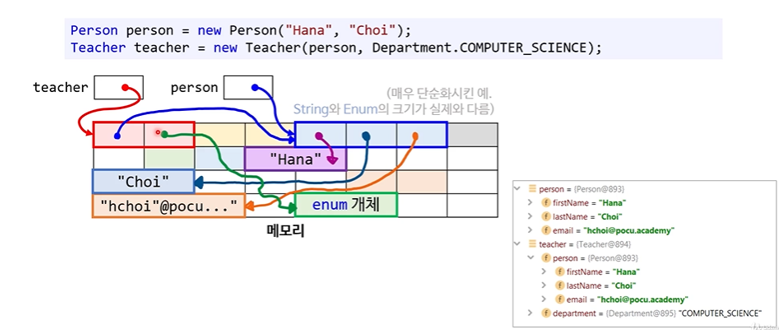 Person person = new Person("Hana", "Choi");
Teacher teacher = new Teacher(person, Department.COMPUTER_SCIENCE);
teacher
person
(매우 단순화시킨 예.
String와 Enum의 크기가 실제와 다름)
"Hana"
"Choi"
"hchoi"@pocu..."
enum 개체
메모리
person = {Person@893}
firstName = "Hana"
lastName = "Choi"
email = "hchoi@pocu.academy"
teacher = {Teacher@894}
person = {Person@893}
firstName = "Hana"
lastName = "Choi"
email = "hchoi@pocu.academy"
department = {Department@895} "COMPUTER_SCIENCE"